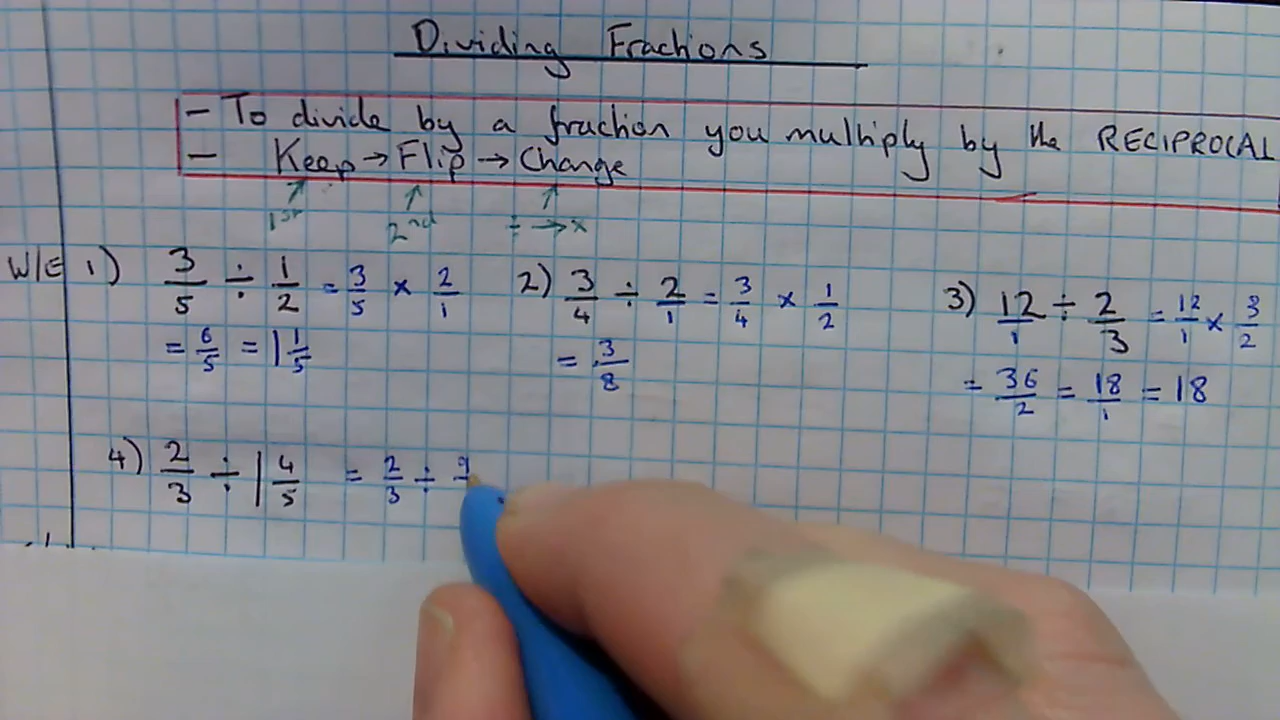 Dividing Fractions
- To divide by a fraction you multiply by the RECIPROCAL
- Keep → Flip → Change
1st 2nd ÷ → ×
W/E 1) 3/5 ÷ 1/2 = 3/5 × 2/1
= 6/5 = 1 1/5
2) 3/4 ÷ 2/1 = 3/4 × 1/2
= 3/8
3) 12/1 ÷ 2/3 = 12/1 × 3/2
= 36/2 = 18/1 = 18
4) 2/3 ÷ 1 4/5 = 2/3 ÷ 9